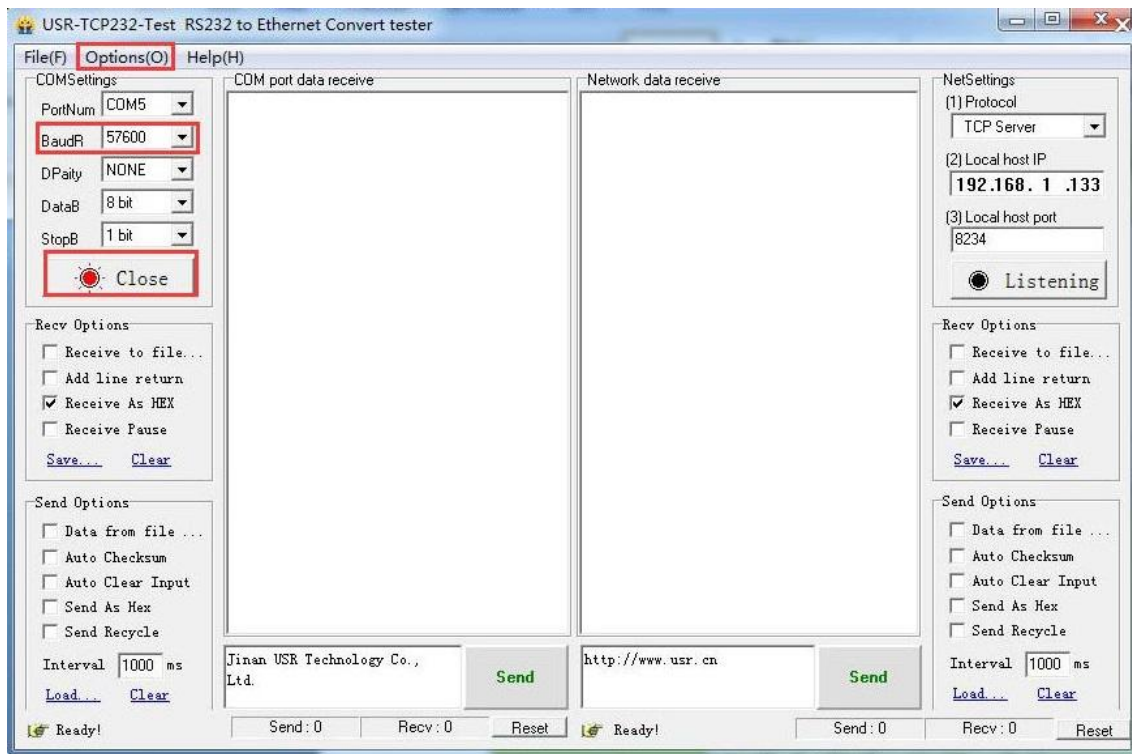 USR-TCP232-Test RS232 to Ethernet Convert tester
File(F) Options(O) Help(H)
COMSettings
PortNum COM5
BaudR 57600
DPaity NONE
DataB 8 bit
StopB 1 bit
Close
Recv Options
Receive to file...
Add line return
Receive As HEX
Receive Pause
Save... Clear
Send Options
Data from file ...
Auto Checksum
Auto Clear Input
Send As Hex
Send Recycle
Interval 1000 ms
Load... Clear
Ready!
COM port data receive
Jinan USR Technology Co.,
Ltd.
Send
Send : 0 Recv : 0 Reset
Network data receive
http://www.usr.cn
Send
Ready!
Send : 0 Recv : 0 Reset
NetSettings
(1) Protocol
TCP Server
(2) Local host IP
192.168. 1 .133
(3) Local host port
8234
Listening
Recv Options
Receive to file...
Add line return
Receive As HEX
Receive Pause
Save... Clear
Send Options
Data from file ...
Auto Checksum
Auto Clear Input
Send As Hex
Send Recycle
Interval 1000 ms
Load... Clear